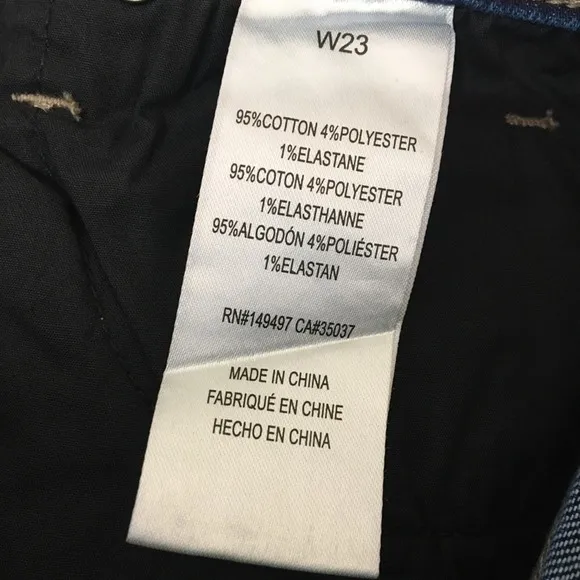 W23
95%COTTON 4%POLYESTER
1%ELASTANE
95%COTON 4%POLYESTER
1%ELASTHANNE
95%ALGODÓN 4%POLIÉSTER
1%ELASTAN
RN#149497 CA#35037
MADE IN CHINA
FABRIQUÉ EN CHINE
HECHO EN CHINA